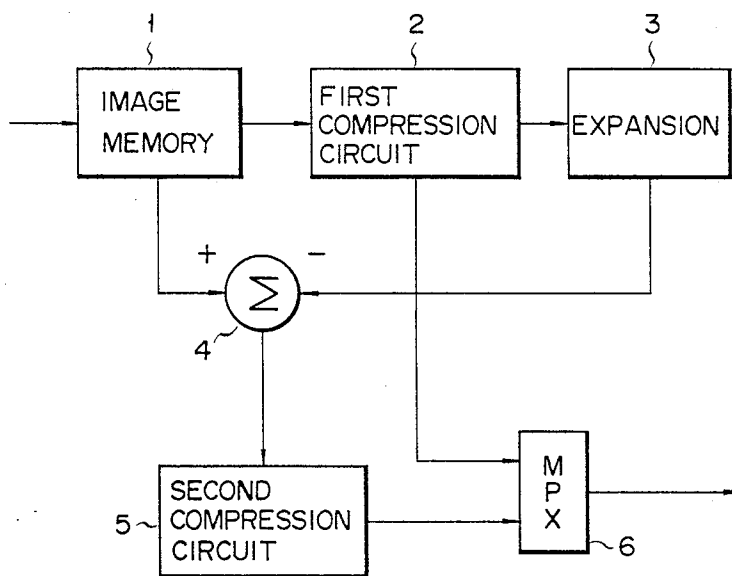 1
2
3
IMAGE
MEMORY
FIRST
COMPRESSION
CIRCUIT
EXPANSION
+
−
Σ
4
5
SECOND
COMPRESSION
CIRCUIT
M
P
X
6